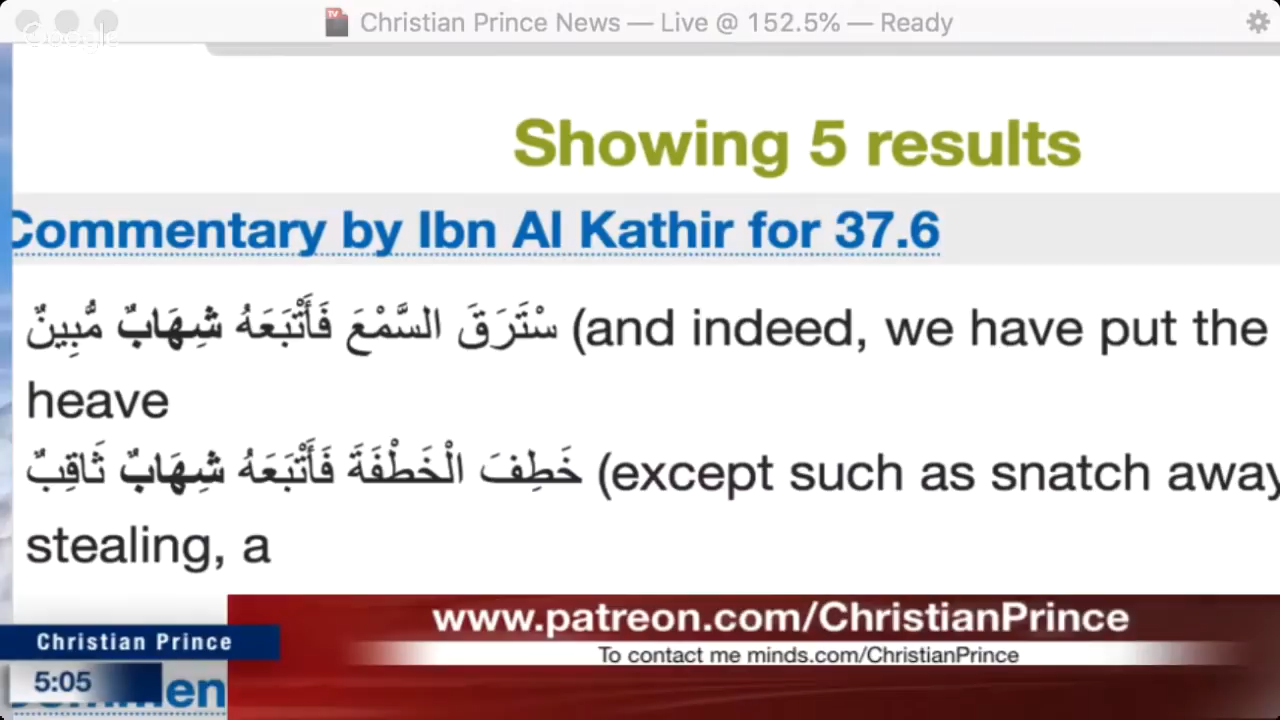 Christian Prince News — Live @ 152.5% — Ready
Google
Showing 5 results
Commentary by Ibn Al Kathir for 37.6
سْتَرَقَ السَّمْعَ فَأَتْبَعَهُ شِهَابٌ مُّبِينٌ (and indeed, we have put the
heave
خَطِفَ الْخَطْفَةَ فَأَتْبَعَهُ شِهَابٌ ثَاقِبٌ (except such as snatch away
stealing, a
www.patreon.com/ChristianPrince
Christian Prince
To contact me minds.com/ChristianPrince
5:05